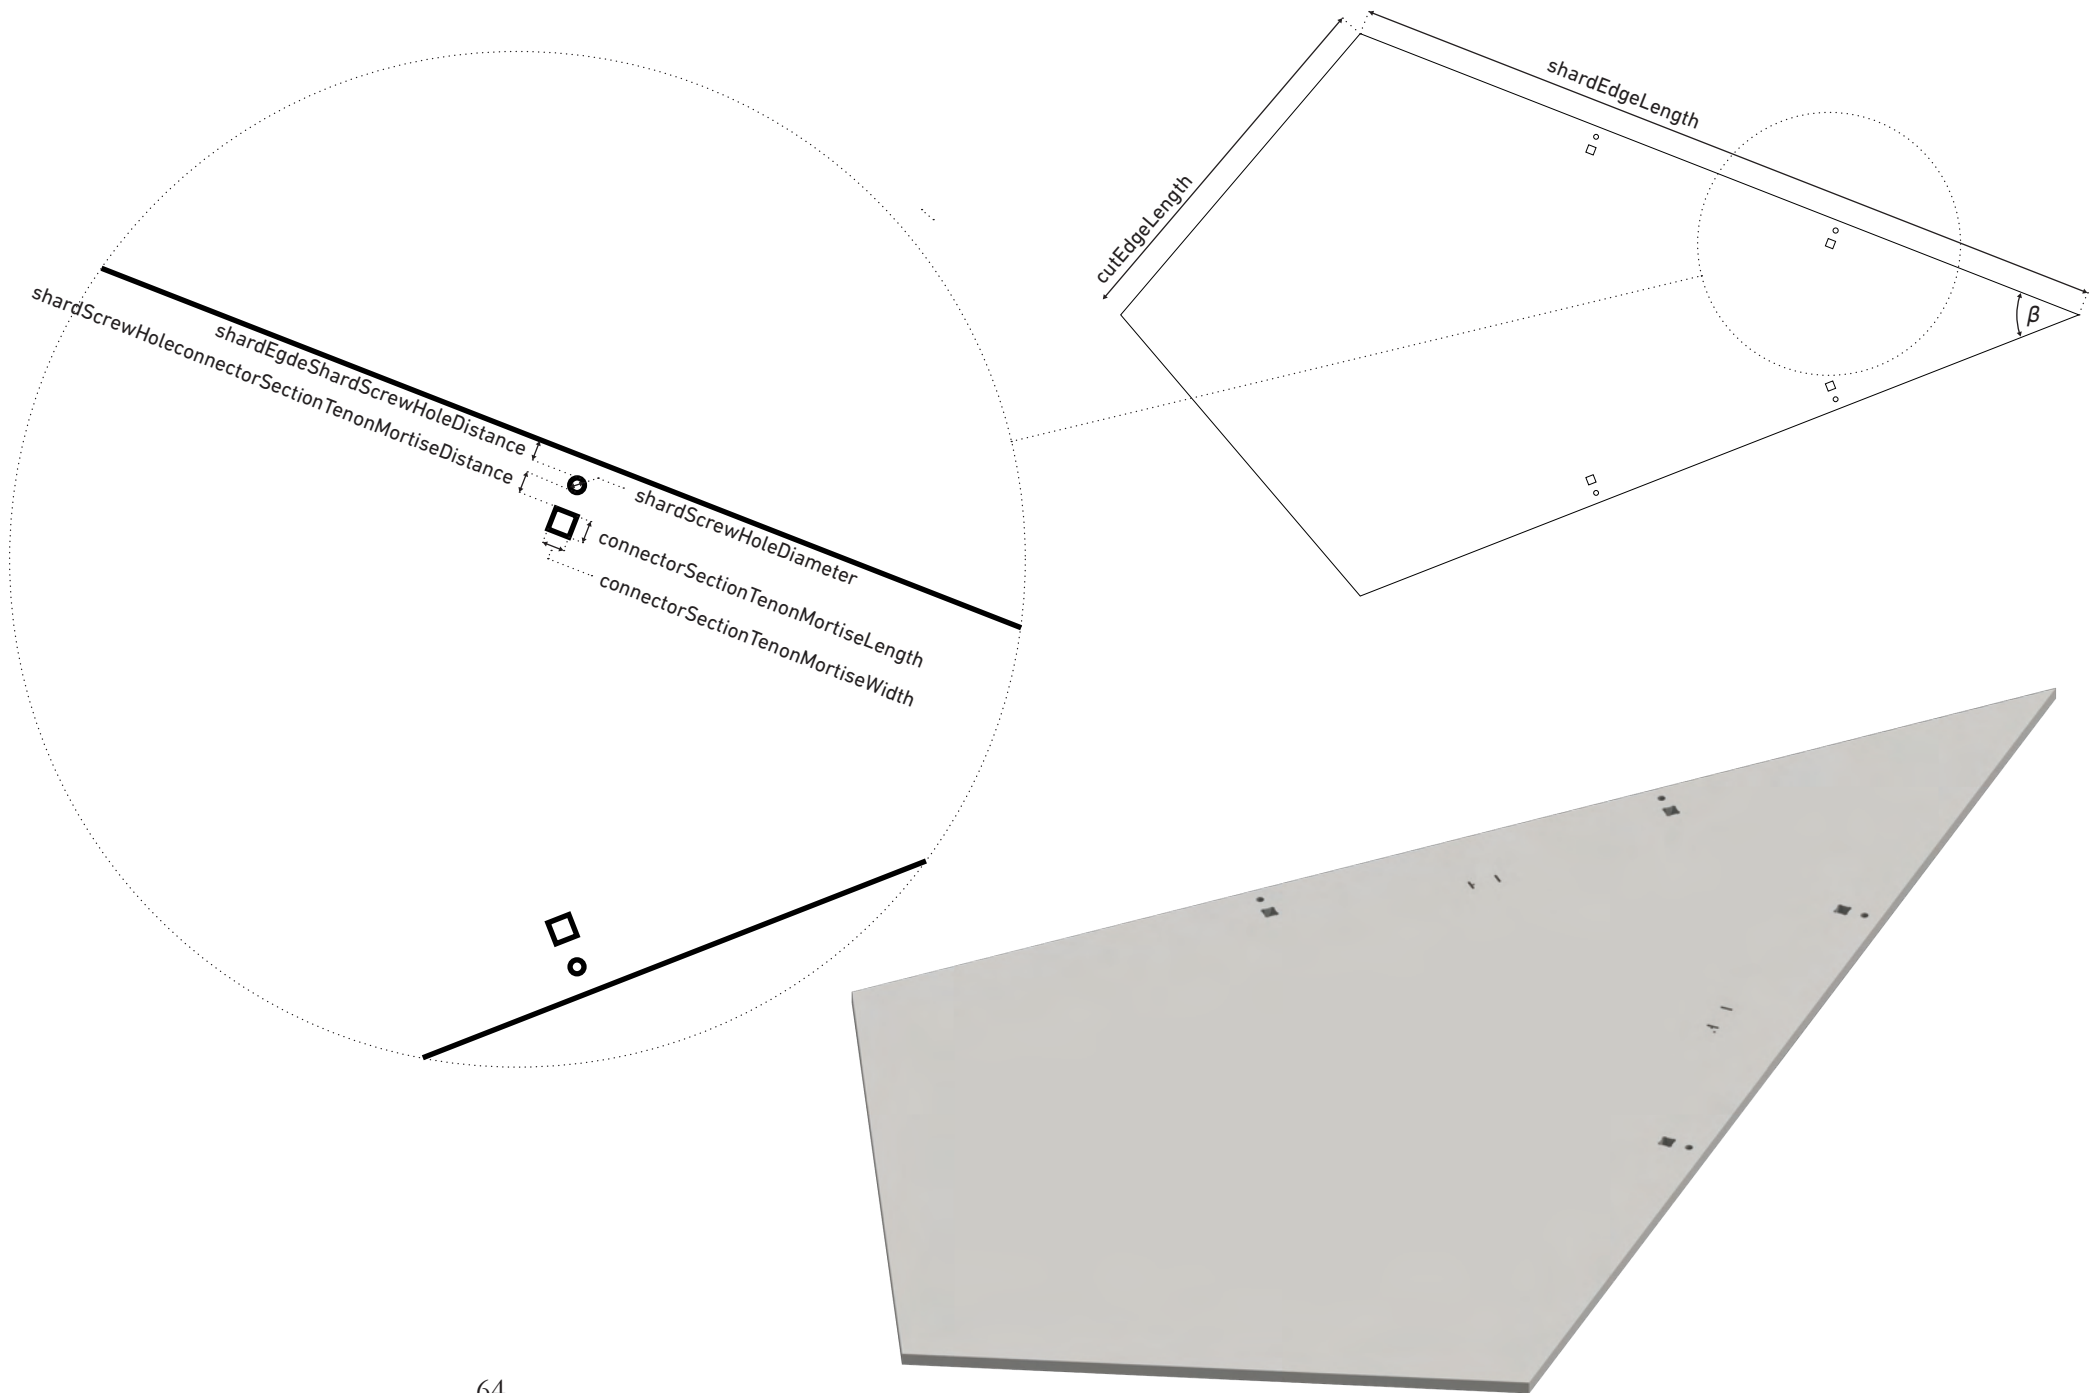 shardEdgeLength
cutEdgeLength
β
shardEgdeShardScrewHoleDistance
shardScrewHoleconnectorSectionTenonMortiseDistance
shardScrewHoleDiameter
connectorSectionTenonMortiseLength
connectorSectionTenonMortiseWidth
64